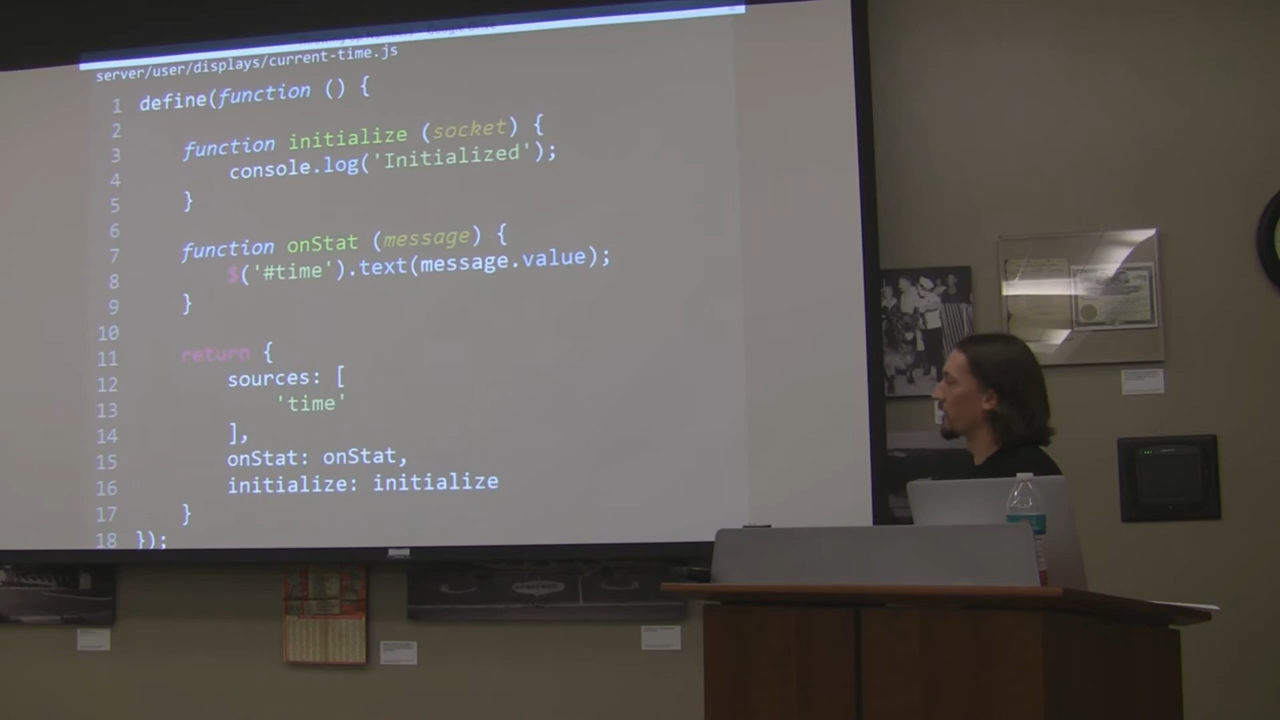 server/user/displays/current-time.js
1 define(function () {
2
3 function initialize (socket) {
4 console.log('Initialized');
5 }
6
7 function onStat (message) {
8 $('#time').text(message.value);
9 }
10
11 return {
12 sources: [
13 'time'
14 ],
15 onStat: onStat,
16 initialize: initialize
17 }
18 });